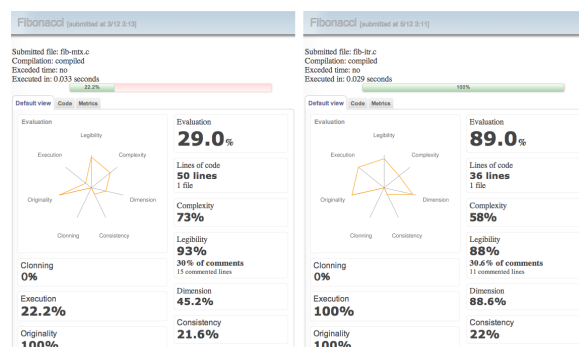 Fibonacci [submitted at 3/12 3:13]
Submitted file: fib-mtx.c
Compilation: compiled
Exceded time: no
Executed in: 0.033 seconds
22.2%
Default view Code Metrics
Evaluation
Legibility
Execution
Complexity
Originality
Dimension
Clonning
Consistency
Clonning
0%
Execution
22.2%
Originality
100%
Evaluation
29.0%
Lines of code
50 lines
1 file
Complexity
73%
Legibility
93%
30% of comments
15 commented lines
Dimension
45.2%
Consistency
21.6%
Fibonacci [submitted at 5/12 3:11]
Submitted file: fib-itr.c
Compilation: compiled
Exceded time: no
Executed in: 0.029 seconds
100%
Default view Code Metrics
Evaluation
Legibility
Execution
Complexity
Originality
Dimension
Clonning
Consistency
Clonning
0%
Execution
100%
Originality
100%
Evaluation
89.0%
Lines of code
36 lines
1 file
Complexity
58%
Legibility
88%
30.6% of comments
11 commented lines
Dimension
88.6%
Consistency
22%